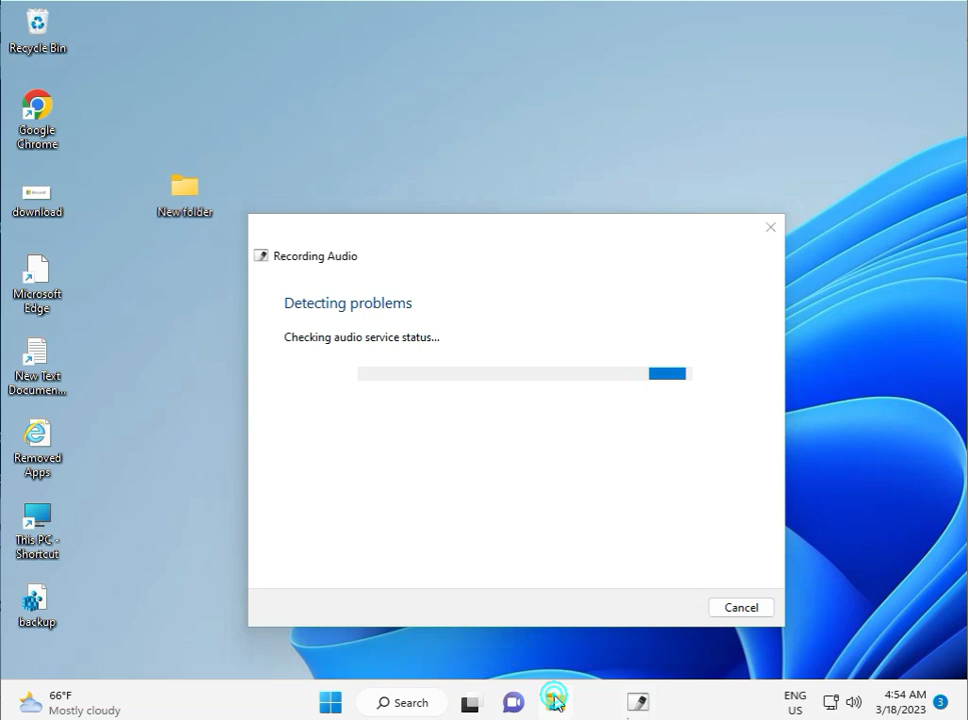 Recycle Bin
Google
Chrome
download
New folder
Microsoft
Edge
New Text
Documen...
Removed
Apps
This PC -
Shortcut
backup
Recording Audio
Detecting problems
Checking audio service status...
Cancel
66°F
Mostly cloudy
Search
ENG
US
4:54 AM
3/18/2023
3